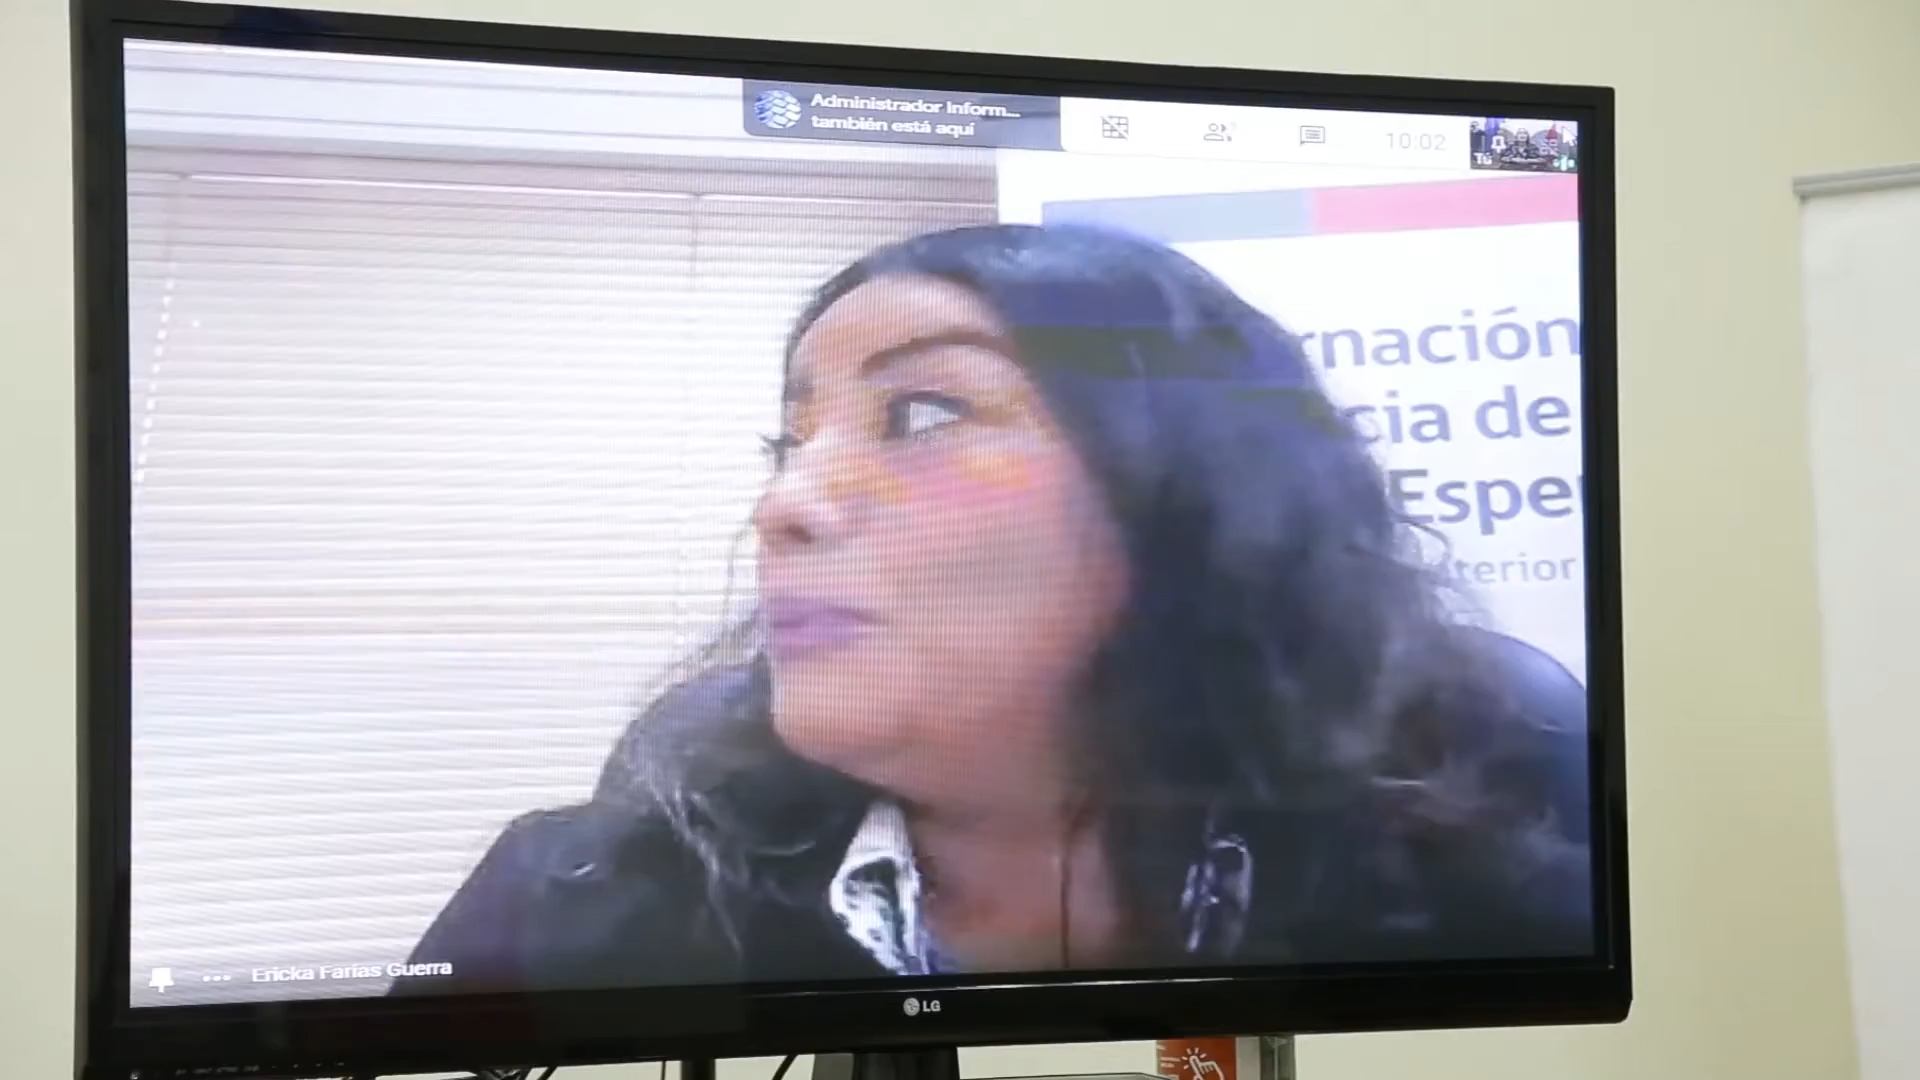 Administrador Inform...
también está aquí
10:02
Tú
rnación
cia de
Espe
terior
Ericka Farías Guerra
LG